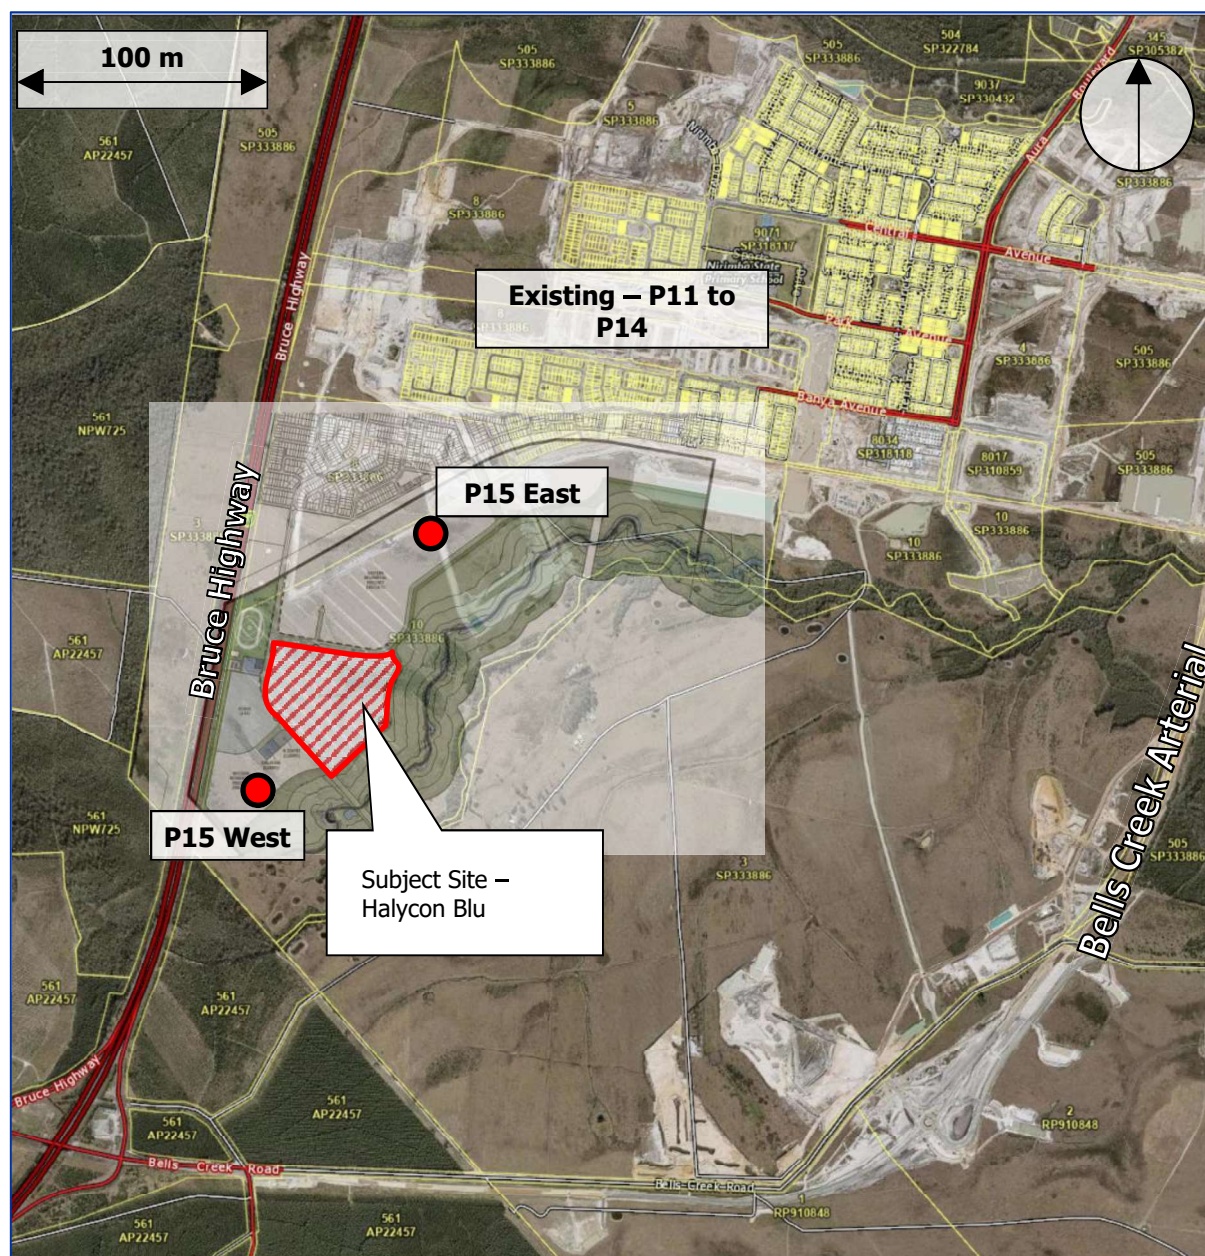 100 m
505
SP333886
505
SP333886
504
SP322784
345
SP305382
9037
SP330432
Boulevard
Aura
SP333886
561
AP22457
505
SP333886
5
SP333886
8
SP333886
Central
Avenue
9071
SP318117
Sports
Nirimba State
Primary School
Bruce Highway
Existing – P11 to
P14
8
SP333886
Park
Avenue
4
SP333886
505
SP333886
Banya Avenue
561
NPW725
8034
SP318118
8017
SP310859
505
SP333886
P15 East
3
SP333886
10
SP333886
10
SP333886
Bruce Highway
10
SP333886
561
AP22457
561
AP22457
P15 West
561
NPW725
Subject Site –
Halycon Blu
3
SP333886
505
SP333886
Bells Creek Arterial
561
AP22457
561
AP22457
Bruce Highway
561
AP22457
561
AP22457
2
RP910848
Bells Creek Road
Bells Creek Road
1
RP910848
561
AP22457
561
AP22457